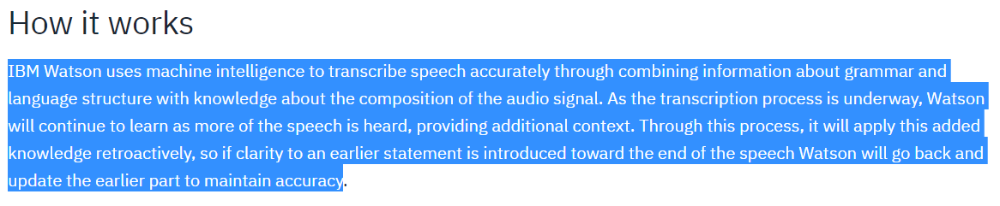 How it works
IBM Watson uses machine intelligence to transcribe speech accurately through combining information about grammar and
language structure with knowledge about the composition of the audio signal. As the transcription process is underway, Watson
will continue to learn as more of the speech is heard, providing additional context. Through this process, it will apply this added
knowledge retroactively, so if clarity to an earlier statement is introduced toward the end of the speech Watson will go back and
update the earlier part to maintain accuracy.